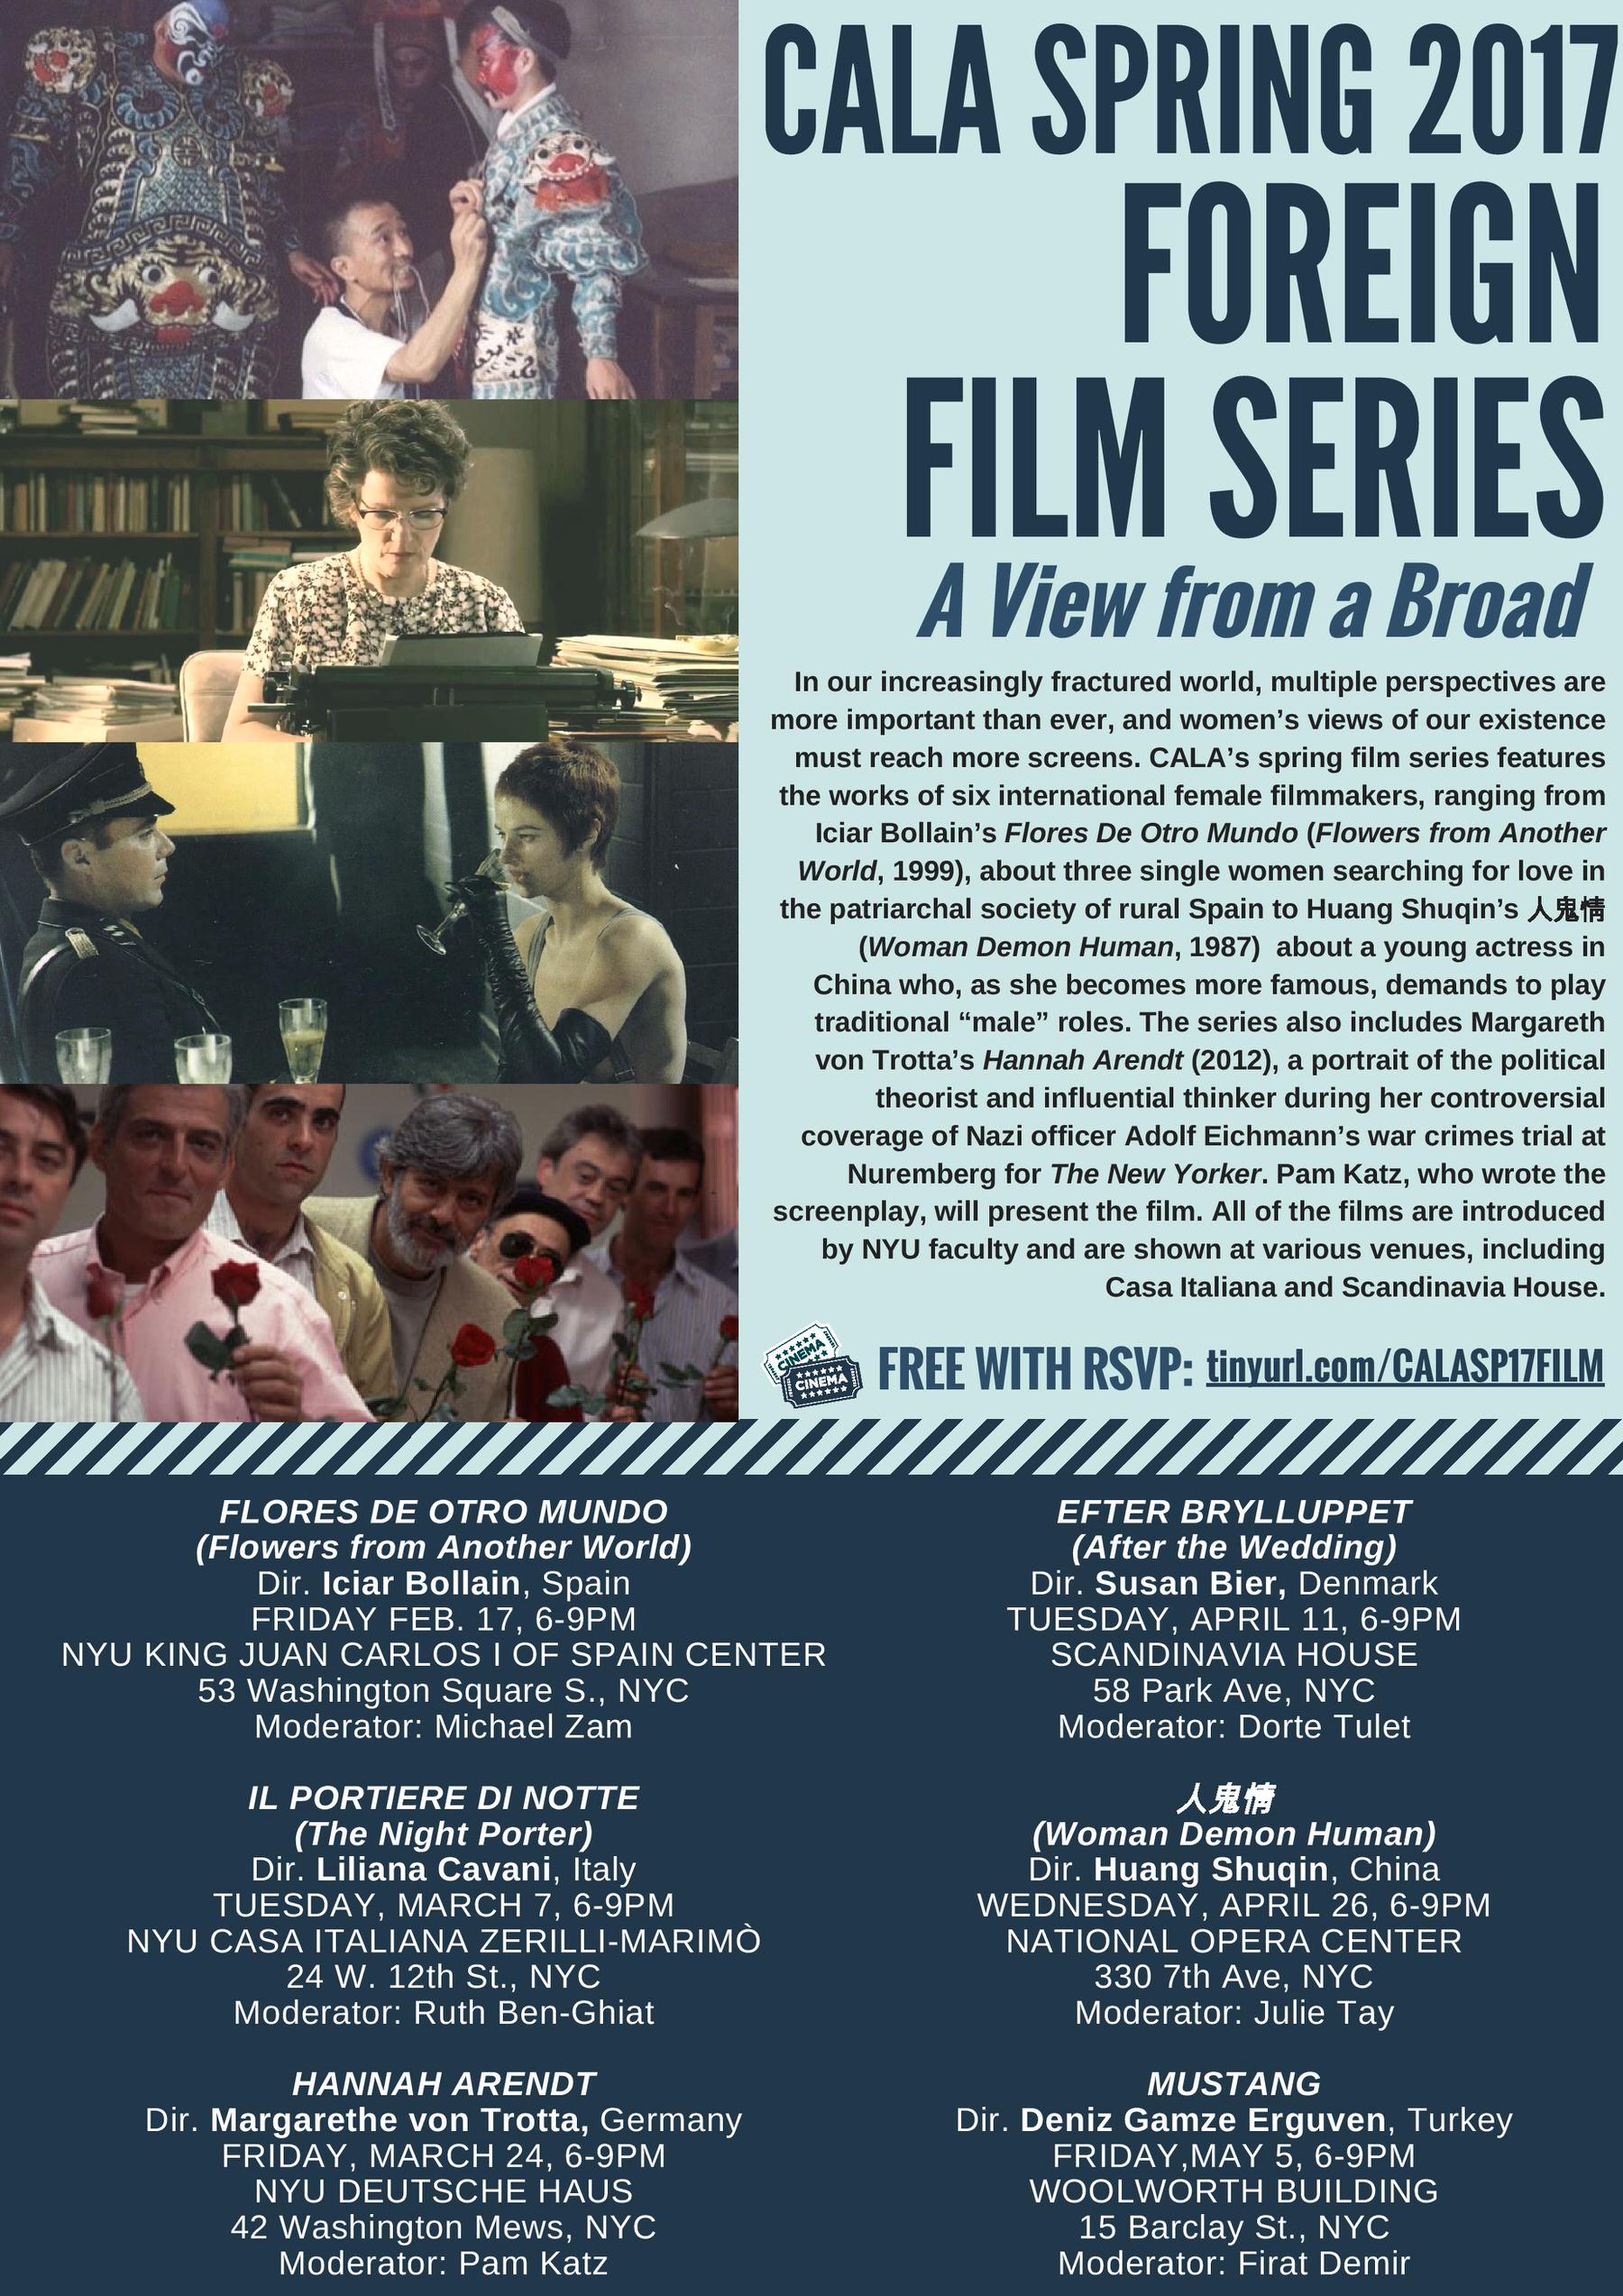 CALA SPRING 2017
FOREIGN
FILM SERIES
A View from a Broad
In our increasingly fractured world, multiple perspectives are
more important than ever, and women’s views of our existence
must reach more screens. CALA’s spring film series features
the works of six international female filmmakers, ranging from
Iciar Bollain’s Flores De Otro Mundo (Flowers from Another
World, 1999), about three single women searching for love in
the patriarchal society of rural Spain to Huang Shuqin’s 人鬼情
(Woman Demon Human, 1987) about a young actress in
China who, as she becomes more famous, demands to play
traditional “male” roles. The series also includes Margareth
von Trotta’s Hannah Arendt (2012), a portrait of the political
theorist and influential thinker during her controversial
coverage of Nazi officer Adolf Eichmann’s war crimes trial at
Nuremberg for The New Yorker. Pam Katz, who wrote the
screenplay, will present the film. All of the films are introduced
by NYU faculty and are shown at various venues, including
Casa Italiana and Scandinavia House.
CINEMA
CINEMA
FREE WITH RSVP: tinyurl.com/CALASP17FILM
FLORES DE OTRO MUNDO
(Flowers from Another World)
Dir. Iciar Bollain, Spain
FRIDAY FEB. 17, 6-9PM
NYU KING JUAN CARLOS I OF SPAIN CENTER
53 Washington Square S., NYC
Moderator: Michael Zam
IL PORTIERE DI NOTTE
(The Night Porter)
Dir. Liliana Cavani, Italy
TUESDAY, MARCH 7, 6-9PM
NYU CASA ITALIANA ZERILLI-MARIMÒ
24 W. 12th St., NYC
Moderator: Ruth Ben-Ghiat
HANNAH ARENDT
Dir. Margarethe von Trotta, Germany
FRIDAY, MARCH 24, 6-9PM
NYU DEUTSCHE HAUS
42 Washington Mews, NYC
Moderator: Pam Katz
EFTER BRYLLUPPET
(After the Wedding)
Dir. Susan Bier, Denmark
TUESDAY, APRIL 11, 6-9PM
SCANDINAVIA HOUSE
58 Park Ave, NYC
Moderator: Dorte Tulet
人鬼情
(Woman Demon Human)
Dir. Huang Shuqin, China
WEDNESDAY, APRIL 26, 6-9PM
NATIONAL OPERA CENTER
330 7th Ave, NYC
Moderator: Julie Tay
MUSTANG
Dir. Deniz Gamze Erguven, Turkey
FRIDAY,MAY 5, 6-9PM
WOOLWORTH BUILDING
15 Barclay St., NYC
Moderator: Firat Demir